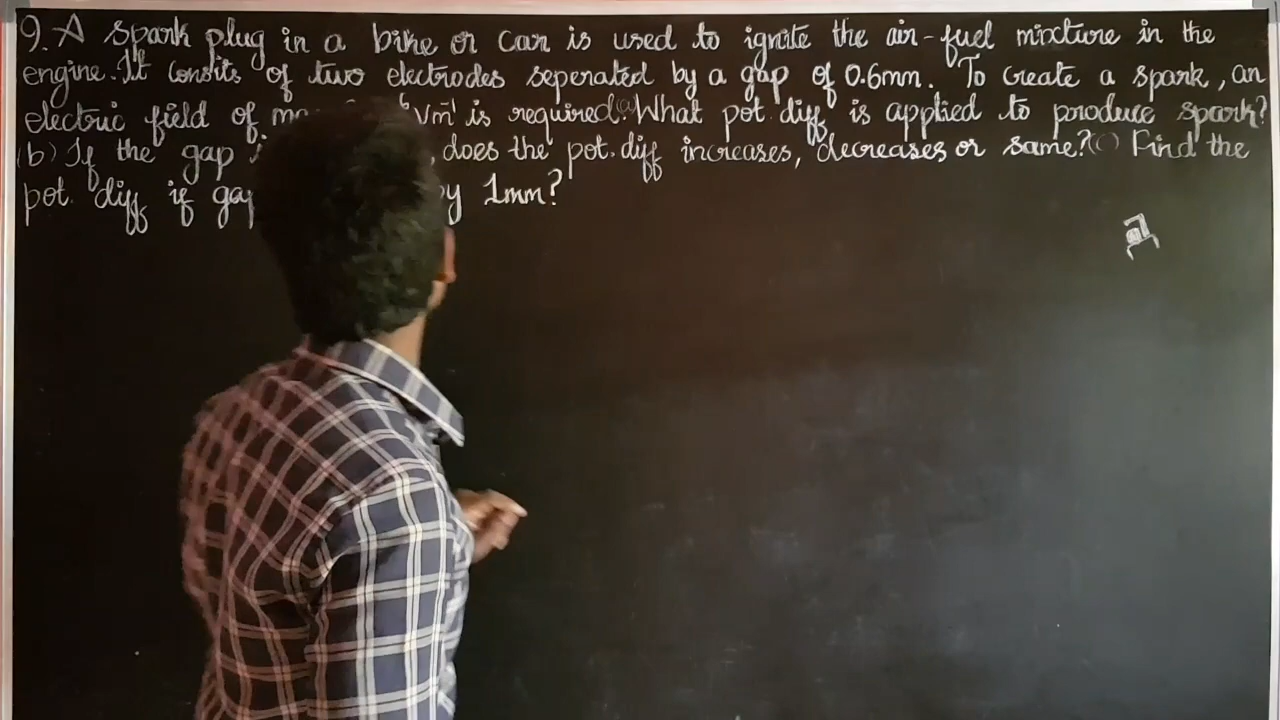 9. A spark plug in a bike or car is used to ignite the air-fuel mixture in the
engine. It consits of two electrodes seperated by a gap of 0.6mm. To create a spark, an
electric field of Vm⁻¹ is required. (a) What pot. diff is applied to produce spark?
(b) If the gap , does the pot. diff increases, decreases or same? (c) Find the
pot. diff if gap by 1mm?